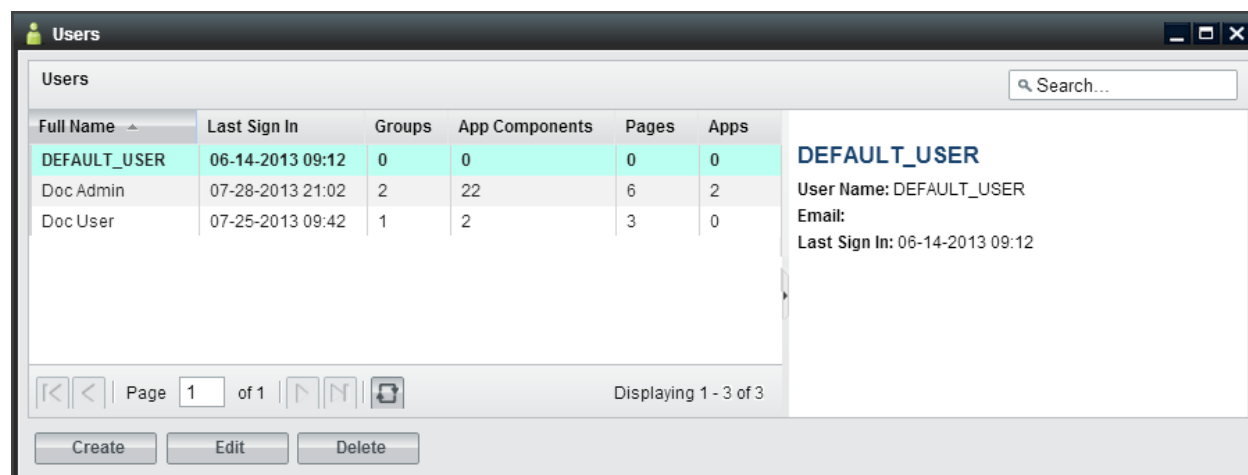 Users
Users
Search...
Full Name Last Sign In Groups App Components Pages Apps
DEFAULT_USER 06-14-2013 09:12 0 0 0 0
Doc Admin 07-28-2013 21:02 2 22 6 2
Doc User 07-25-2013 09:42 1 2 3 0
DEFAULT_USER
User Name: DEFAULT_USER
Email:
Last Sign In: 06-14-2013 09:12
Page 1 of 1
Displaying 1 - 3 of 3
Create Edit Delete